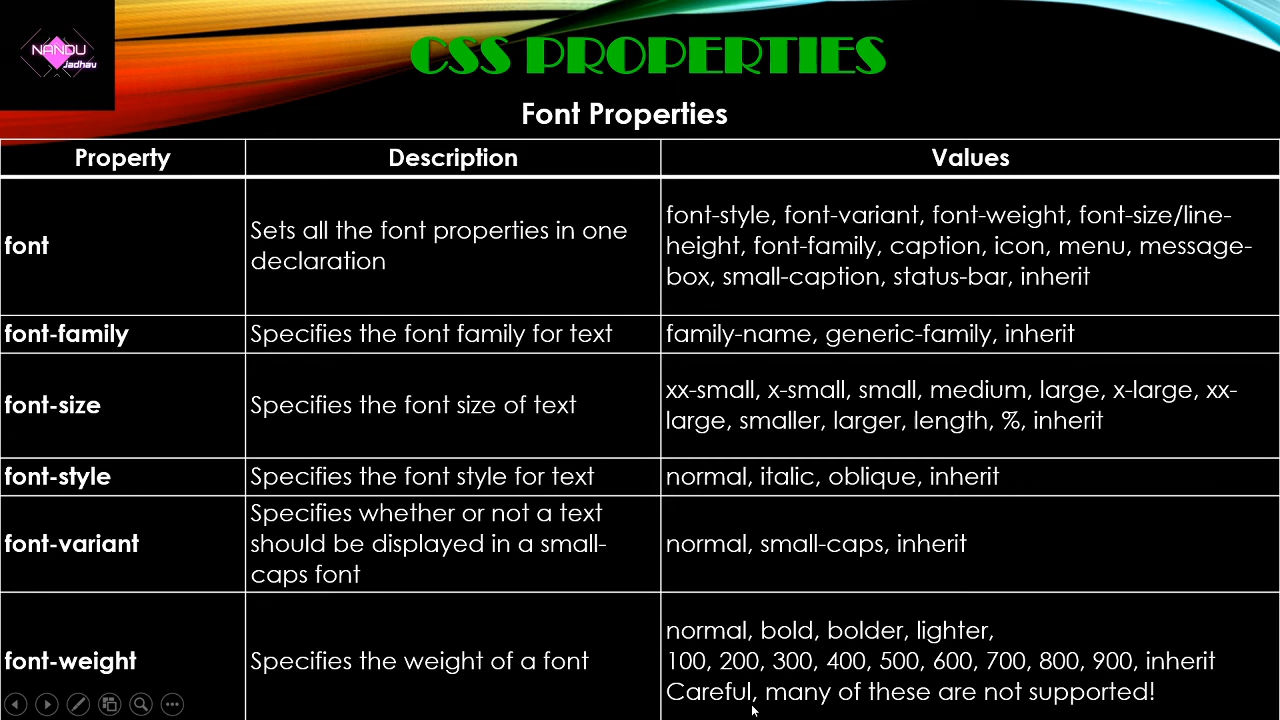 NANDU
Jadhav
CSS PROPERTIES
Font Properties
Property Description Values
font
Sets all the font properties in one
declaration
font-style, font-variant, font-weight, font-size/line-
height, font-family, caption, icon, menu, message-
box, small-caption, status-bar, inherit
font-family
Specifies the font family for text
family-name, generic-family, inherit
font-size
Specifies the font size of text
xx-small, x-small, small, medium, large, x-large, xx-
large, smaller, larger, length, %, inherit
font-style
Specifies the font style for text
normal, italic, oblique, inherit
font-variant
Specifies whether or not a text
should be displayed in a small-
caps font
normal, small-caps, inherit
font-weight
Specifies the weight of a font
normal, bold, bolder, lighter,
100, 200, 300, 400, 500, 600, 700, 800, 900, inherit
Careful, many of these are not supported!